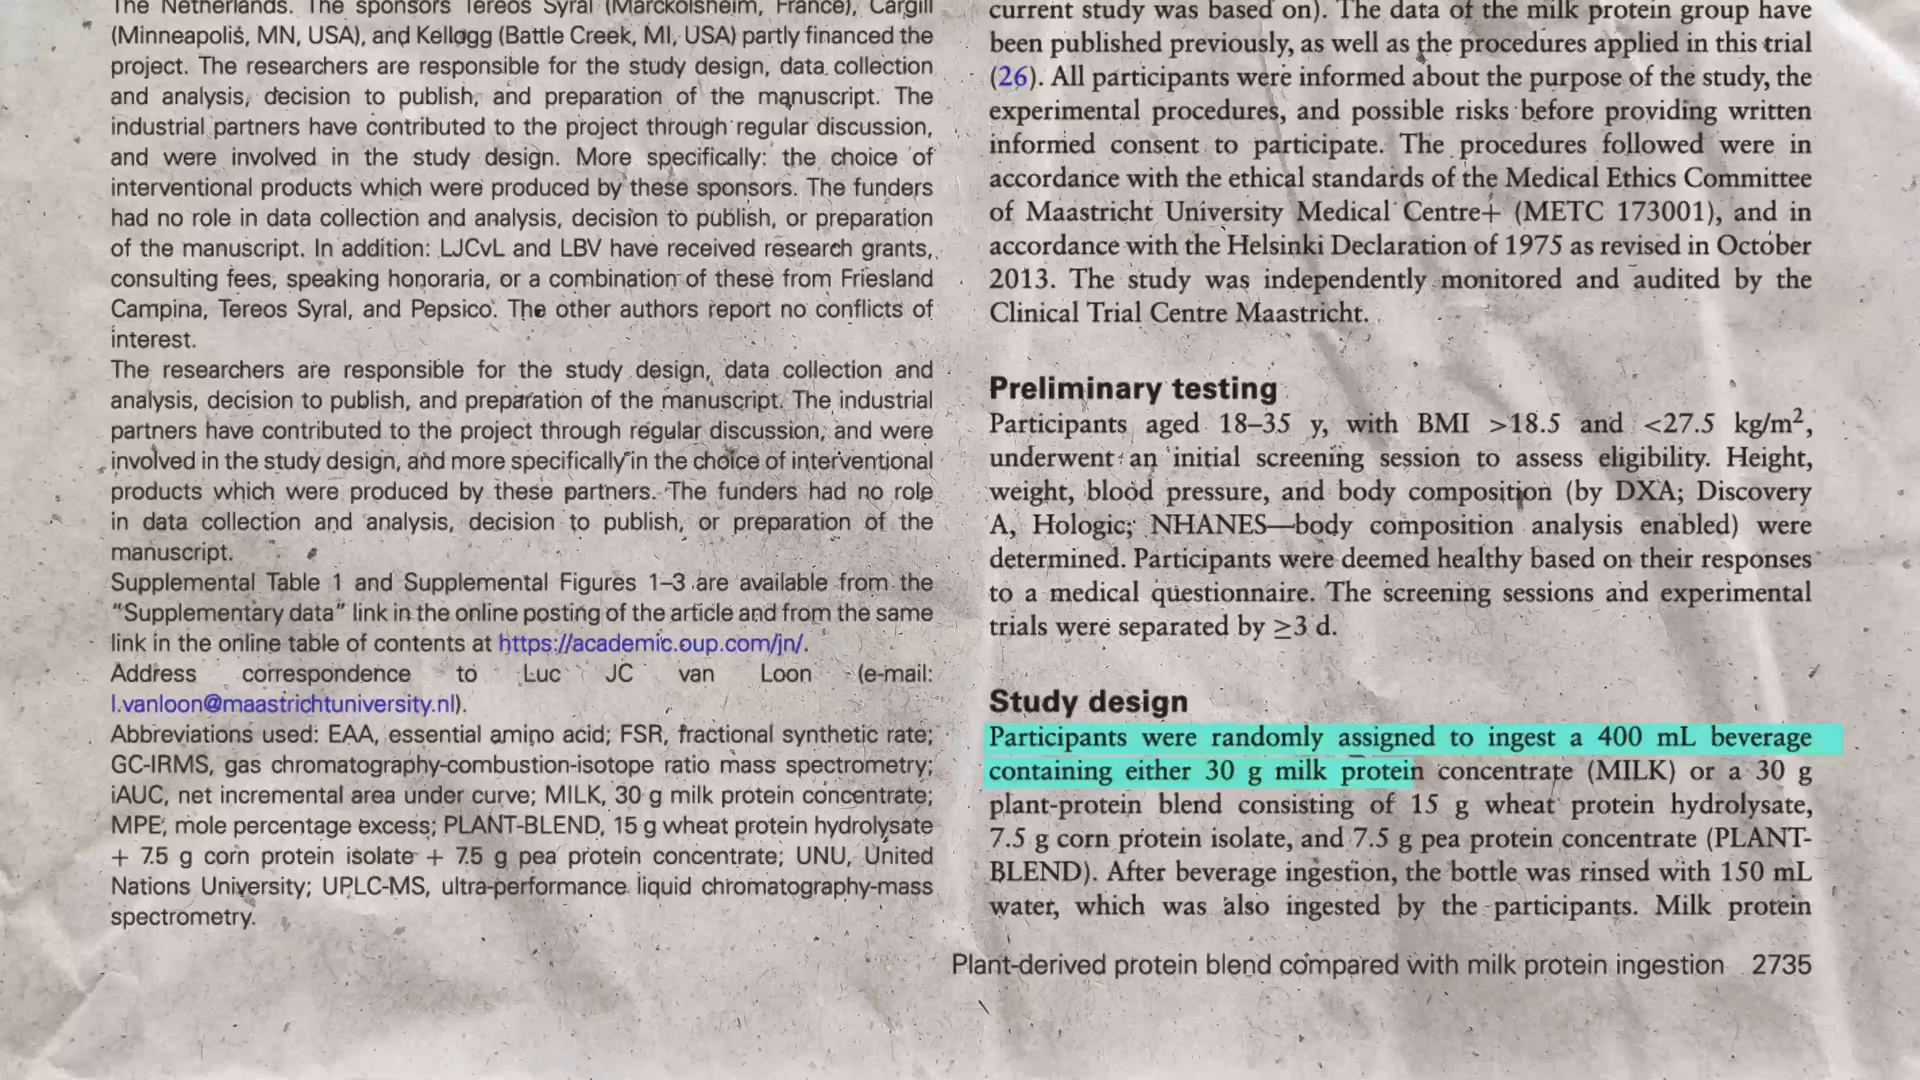 The Netherlands. The sponsors Tereos Syral (Marckolsheim, France), Cargill
(Minneapolis, MN, USA), and Kellogg (Battle Creek, MI, USA) partly financed the
project. The researchers are responsible for the study design, data collection
and analysis, decision to publish, and preparation of the manuscript. The
industrial partners have contributed to the project through regular discussion,
and were involved in the study design. More specifically: the choice of
interventional products which were produced by these sponsors. The funders
had no role in data collection and analysis, decision to publish, or preparation
of the manuscript. In addition: LJCvL and LBV have received research grants,
consulting fees, speaking honoraria, or a combination of these from Friesland
Campina, Tereos Syral, and Pepsico. The other authors report no conflicts of
interest.
The researchers are responsible for the study design, data collection and
analysis, decision to publish, and preparation of the manuscript. The industrial
partners have contributed to the project through regular discussion, and were
involved in the study design, and more specifically in the choice of interventional
products which were produced by these partners. The funders had no role
in data collection and analysis, decision to publish, or preparation of the
manuscript.
Supplemental Table 1 and Supplemental Figures 1–3 are available from the
“Supplementary data” link in the online posting of the article and from the same
link in the online table of contents at https://academic.oup.com/jn/.
Address correspondence to Luc JC van Loon (e-mail:
l.vanloon@maastrichtuniversity.nl).
Abbreviations used: EAA, essential amino acid; FSR, fractional synthetic rate;
GC-IRMS, gas chromatography-combustion-isotope ratio mass spectrometry;
iAUC, net incremental area under curve; MILK, 30 g milk protein concentrate;
MPE, mole percentage excess; PLANT-BLEND, 15 g wheat protein hydrolysate
+ 7.5 g corn protein isolate + 7.5 g pea protein concentrate; UNU, United
Nations University; UPLC-MS, ultra-performance liquid chromatography-mass
spectrometry.
current study was based on). The data of the milk protein group have
been published previously, as well as the procedures applied in this trial
(26). All participants were informed about the purpose of the study, the
experimental procedures, and possible risks before providing written
informed consent to participate. The procedures followed were in
accordance with the ethical standards of the Medical Ethics Committee
of Maastricht University Medical Centre+ (METC 173001), and in
accordance with the Helsinki Declaration of 1975 as revised in October
2013. The study was independently monitored and audited by the
Clinical Trial Centre Maastricht.
Preliminary testing
Participants aged 18–35 y, with BMI >18.5 and <27.5 kg/m², 
underwent an initial screening session to assess eligibility. Height,
weight, blood pressure, and body composition (by DXA; Discovery
A, Hologic; NHANES—body composition analysis enabled) were
determined. Participants were deemed healthy based on their responses
to a medical questionnaire. The screening sessions and experimental
trials were separated by ≥3 d.
Study design
Participants were randomly assigned to ingest a 400 mL beverage
containing either 30 g milk protein concentrate (MILK) or a 30 g
plant-protein blend consisting of 15 g wheat protein hydrolysate,
7.5 g corn protein isolate, and 7.5 g pea protein concentrate (PLANT-
BLEND). After beverage ingestion, the bottle was rinsed with 150 mL
water, which was also ingested by the participants. Milk protein
Plant-derived protein blend compared with milk protein ingestion 2735